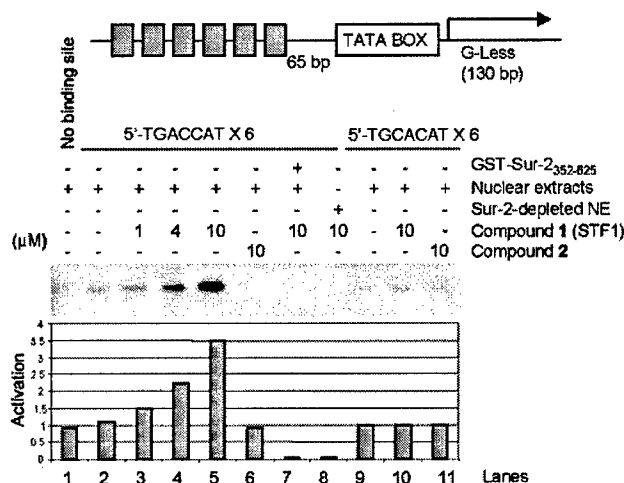 TATA BOX
65 bp
G-Less
(130 bp)
No binding site
5'-TGACCAT X 6 5'-TGCACAT X 6
- - - - - - + - - - - GST-Sur-2352-625
+ + + + + + + - + + + Nuclear extracts
- - - - - - - + - - - Sur-2-depleted NE
(µM) - - 1 4 10 - 10 10 - 10 - Compound 1 (STF1)
- - - - - 10 - - - - 10 Compound 2
4
3.5
3
2.5
2
1.5
1
0.5
0
Activation
1 2 3 4 5 6 7 8 9 10 11 Lanes